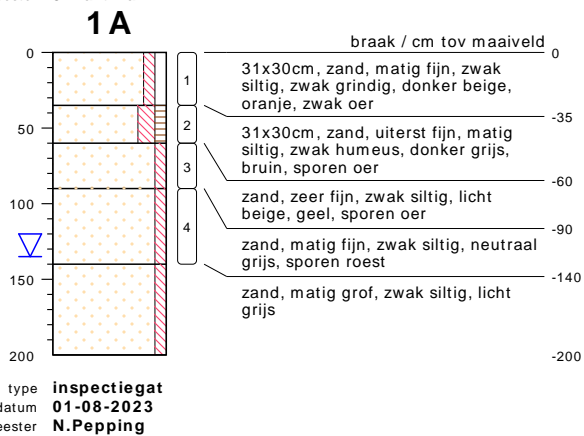 1A
braak / cm tov maaiveld
0
0
31x30cm, zand, matig fijn, zwak
siltig, zwak grindig, donker beige,
oranje, zwak oer
1
-35
31x30cm, zand, uiterst fijn, matig
siltig, zwak humeus, donker grijs,
bruin, sporen oer
50
2
-60
zand, zeer fijn, zwak siltig, licht
beige, geel, sporen oer
3
-90
zand, matig fijn, zwak siltig, neutraal
grijs, sporen roest
100
4
-140
zand, matig grof, zwak siltig, licht
grijs
150
200
-200
type inspectiegat
datum 01-08-2023
eester N.Pepping